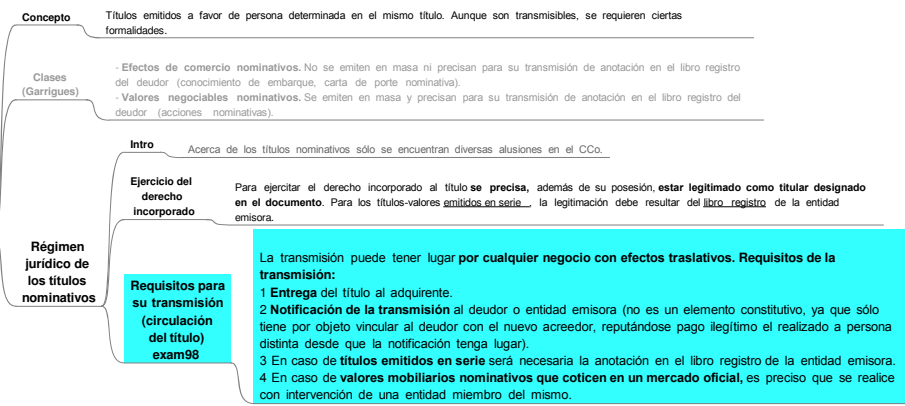 Concepto
Títulos emitidos a favor de persona determinada en el mismo título. Aunque son transmisibles, se requieren ciertas
formalidades.
Clases
(Garrigues)
- Efectos de comercio nominativos. No se emiten en masa ni precisan para su transmisión de anotación en el libro registro
del deudor (conocimiento de embarque, carta de porte nominativa).
- Valores negociables nominativos. Se emiten en masa y precisan para su transmisión de anotación en el libro registro del
deudor (acciones nominativas).
Régimen
jurídico de
los títulos
nominativos
Intro
Acerca de los títulos nominativos sólo se encuentran diversas alusiones en el CCo.
Ejercicio del
derecho
incorporado
Para ejercitar el derecho incorporado al título se precisa, además de su posesión, estar legitimado como titular designado
en el documento. Para los títulos-valores emitidos en serie , la legitimación debe resultar del libro registro de la entidad
emisora.
Requisitos para
su transmisión
(circulación
del título)
exam98
La transmisión puede tener lugar por cualquier negocio con efectos traslativos. Requisitos de la
transmisión:
1 Entrega del título al adquirente.
2 Notificación de la transmisión al deudor o entidad emisora (no es un elemento constitutivo, ya que sólo
tiene por objeto vincular al deudor con el nuevo acreedor, reputándose pago ilegítimo el realizado a persona
distinta desde que la notificación tenga lugar).
3 En caso de títulos emitidos en serie será necesaria la anotación en el libro registro de la entidad emisora.
4 En caso de valores mobiliarios nominativos que coticen en un mercado oficial, es preciso que se realice
con intervención de una entidad miembro del mismo.